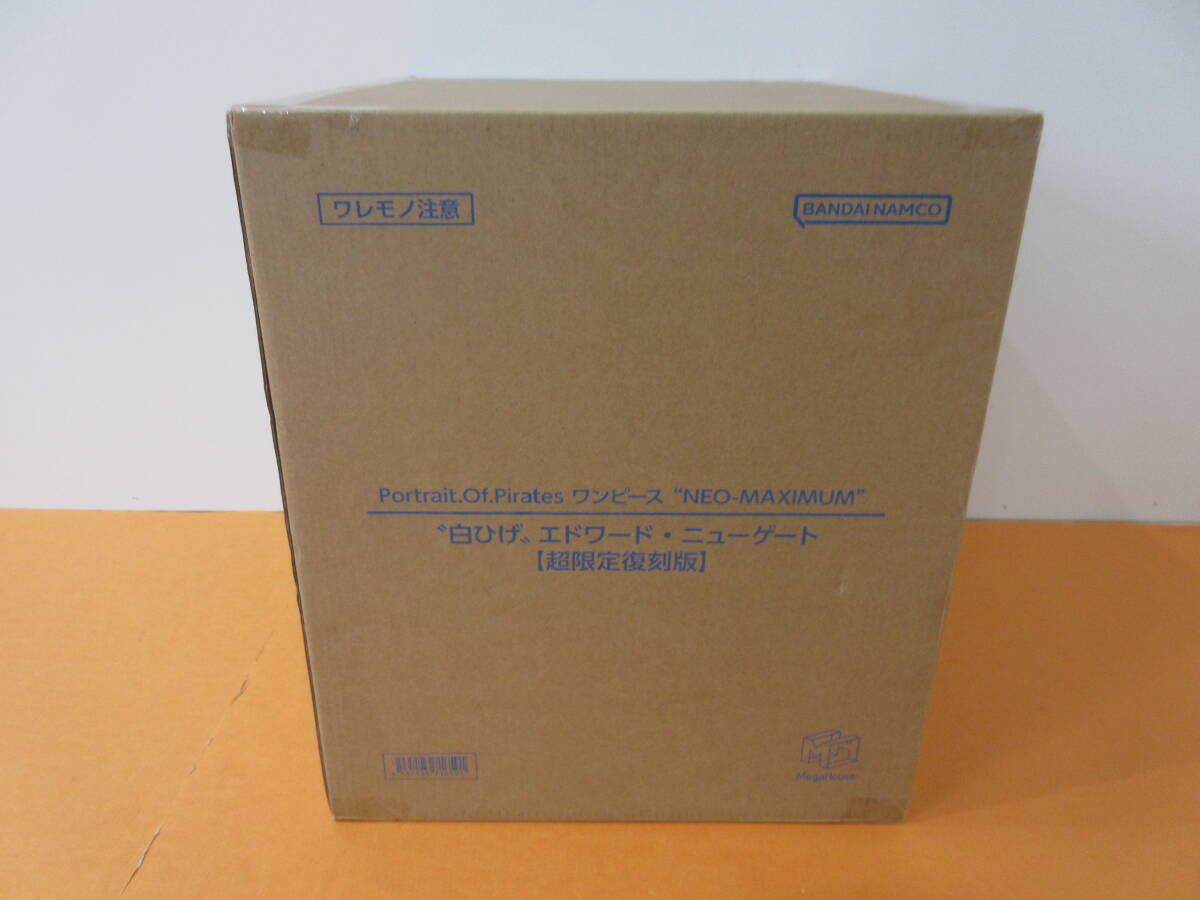 ワレモノ注意
BANDAI NAMCO
Portrait.Of.Pirates ワンピース “NEO-MAXIMUM”
〝白ひげ〟エドワード・ニューゲート
【超限定復刻版】
MegaHouse